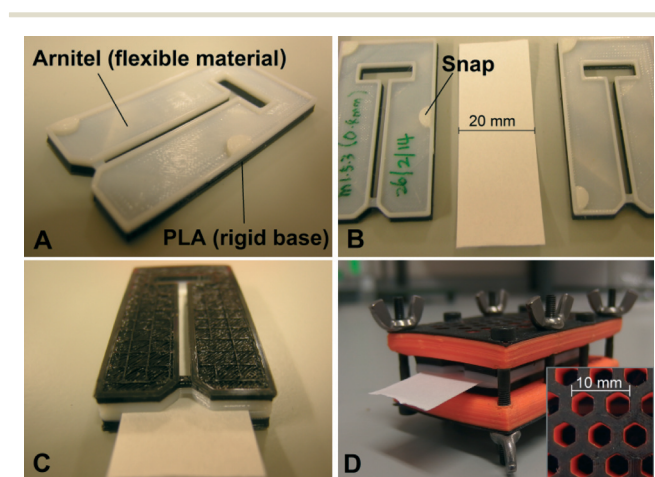 Arnitel (flexible material)
PLA (rigid base)
A
Snap
20 mm
26/2/14
B
C
10 mm
D